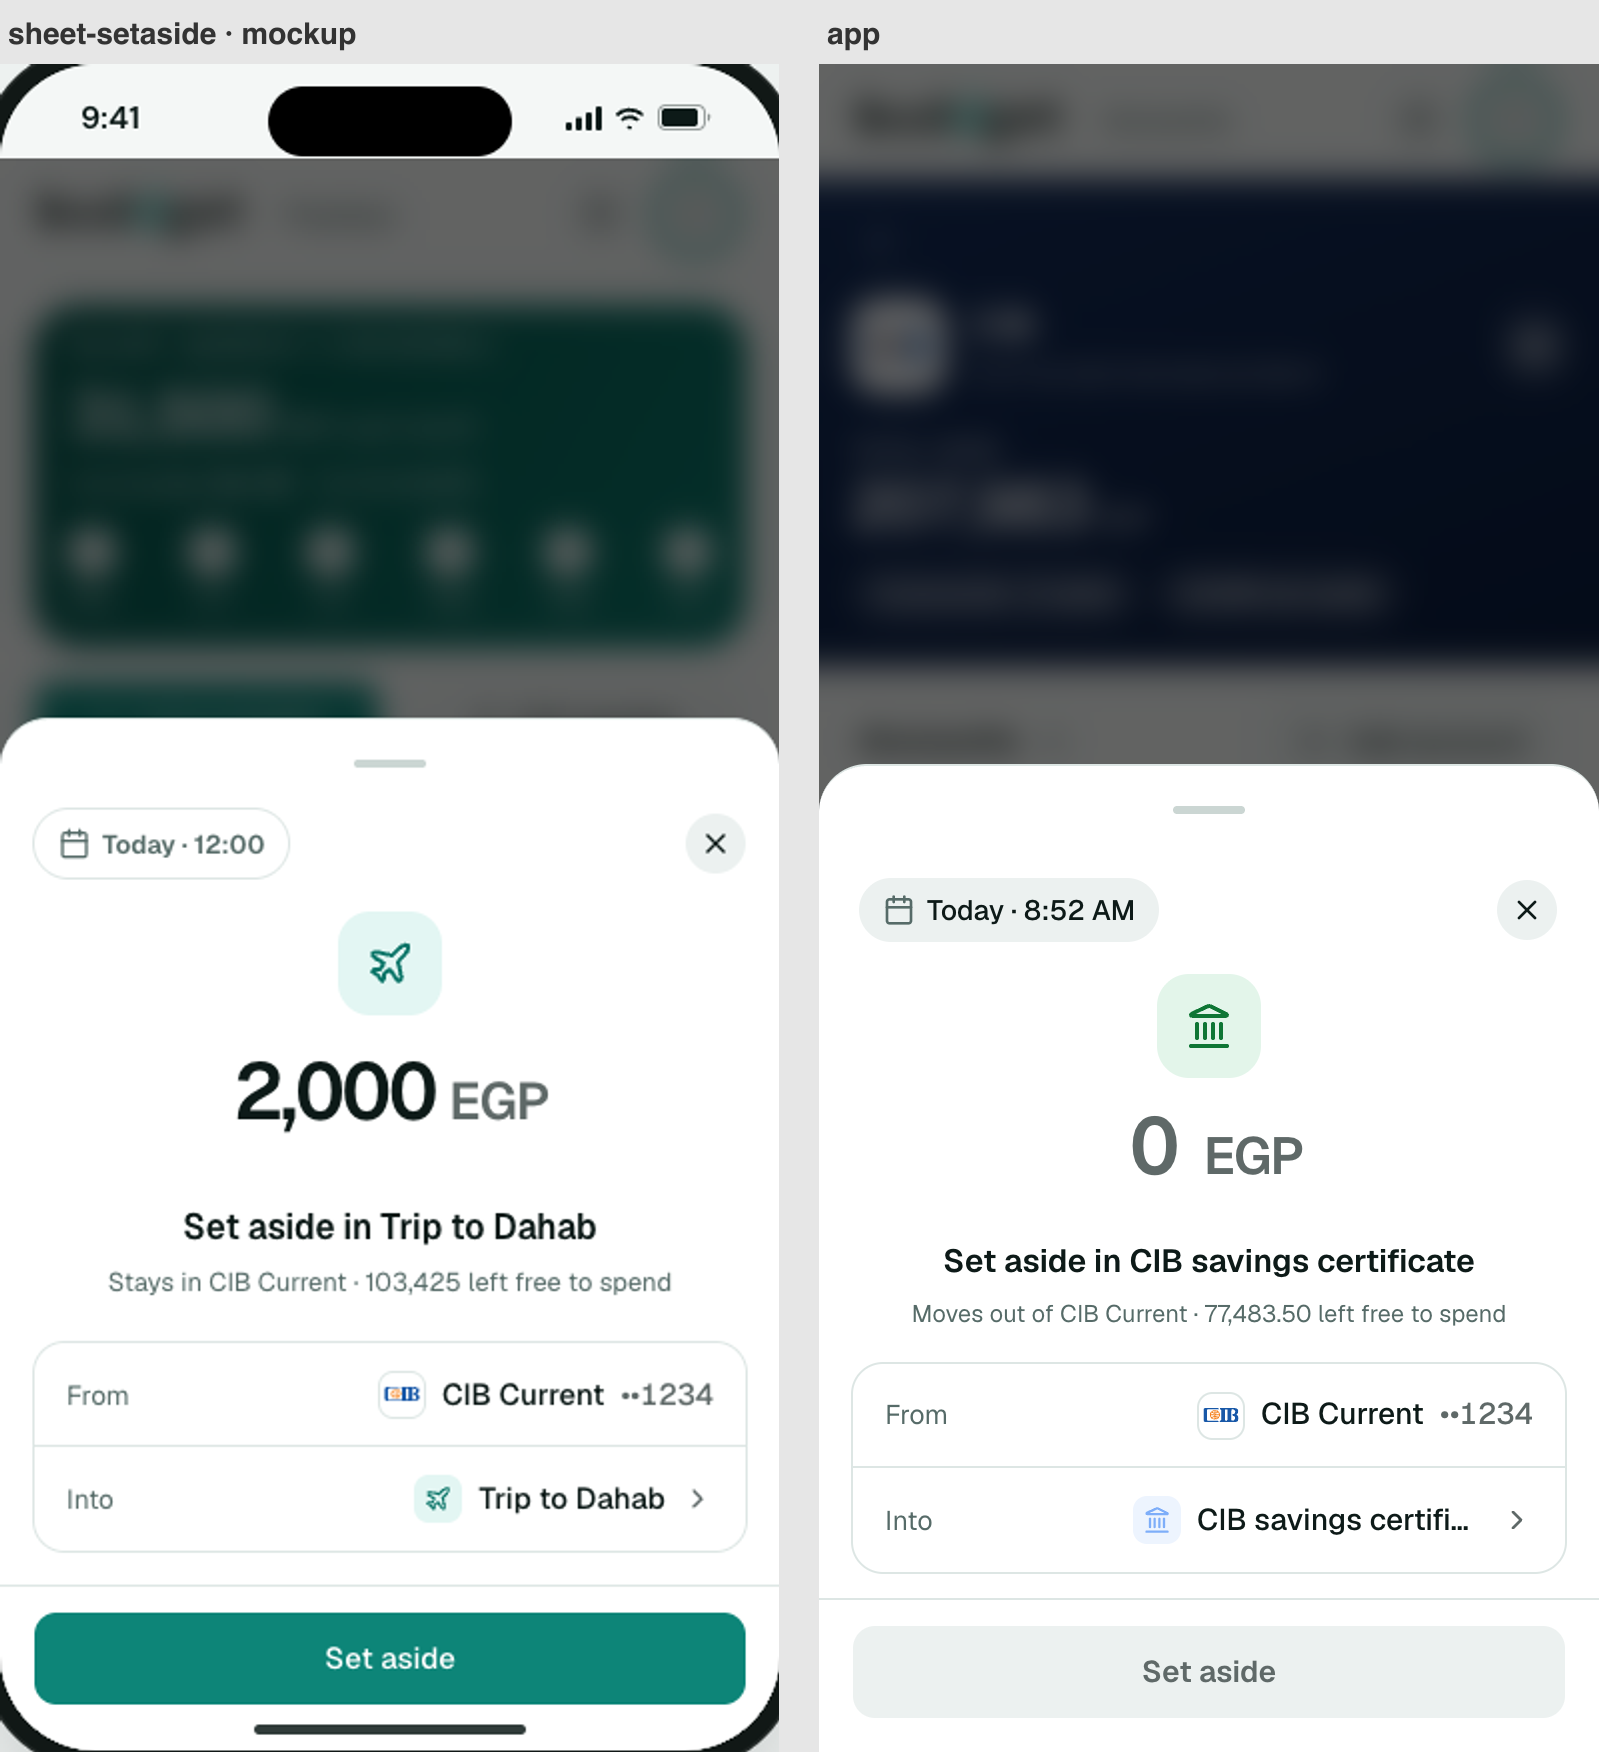 sheet-setaside · mockup
9:41
Today · 12:00
2,000 EGP
Set aside in Trip to Dahab
Stays in CIB Current · 103,425 left free to spend
From CIB CIB Current ••1234
Into Trip to Dahab
Set aside
app
Today · 8:52 AM
0 EGP
Set aside in CIB savings certificate
Moves out of CIB Current · 77,483.50 left free to spend
From CIB CIB Current ••1234
Into CIB savings certifi...
Set aside